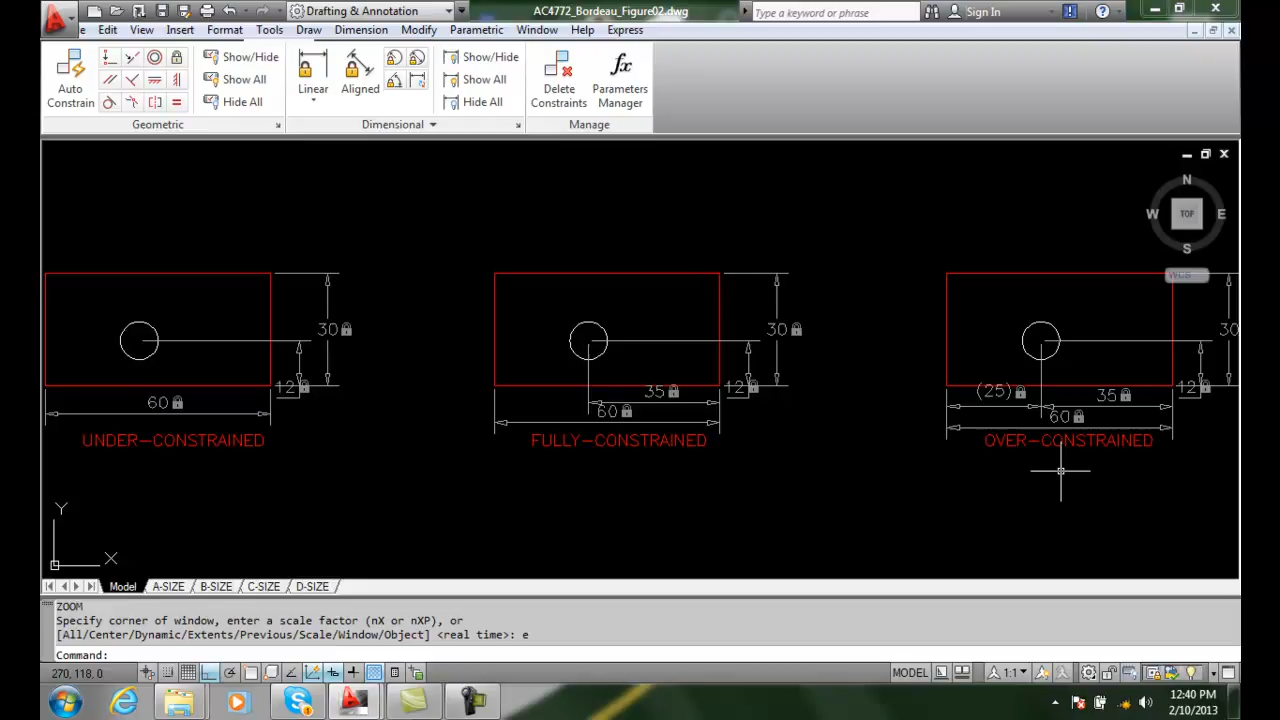 Drafting & Annotation
AC4772_Bordeau_Figure02.dwg
Type a keyword or phrase
Sign In
e Edit View Insert Format Tools Draw Dimension Modify Parametric Window Help Express
Auto
Constrain
Show/Hide
Show All
Hide All
Linear
Aligned
Show/Hide
Show All
Hide All
Delete
Constraints
fx
Parameters
Manager
Geometric
Dimensional
Manage
N
W TOP E
S
WCS
30
12
60
UNDER-CONSTRAINED
30
12
35
60
FULLY-CONSTRAINED
30
12
(25)
35
60
OVER-CONSTRAINED
Y
X
Model A-SIZE B-SIZE C-SIZE D-SIZE
ZOOM
Specify corner of window, enter a scale factor (nX or nXP), or
[All/Center/Dynamic/Extents/Previous/Scale/Window/Object] <real time>: e
Command:
270, 118, 0
MODEL
1:1
12:40 PM
2/10/2013